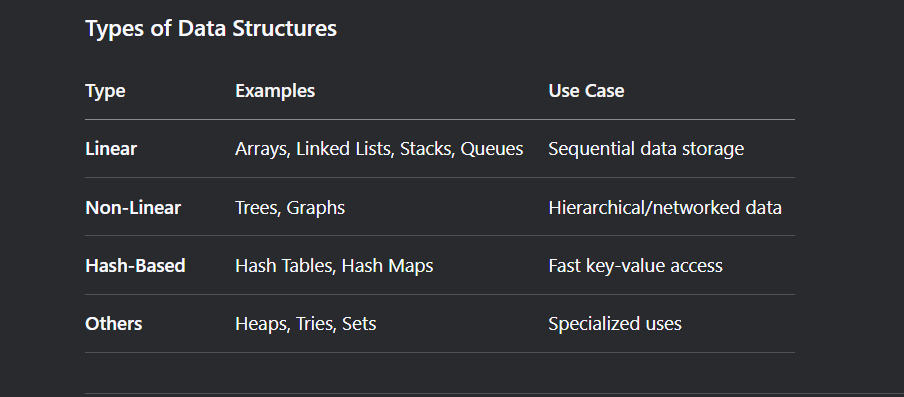 Types of Data Structures
Type Examples Use Case
Linear Arrays, Linked Lists, Stacks, Queues Sequential data storage
Non-Linear Trees, Graphs Hierarchical/networked data
Hash-Based Hash Tables, Hash Maps Fast key-value access
Others Heaps, Tries, Sets Specialized uses